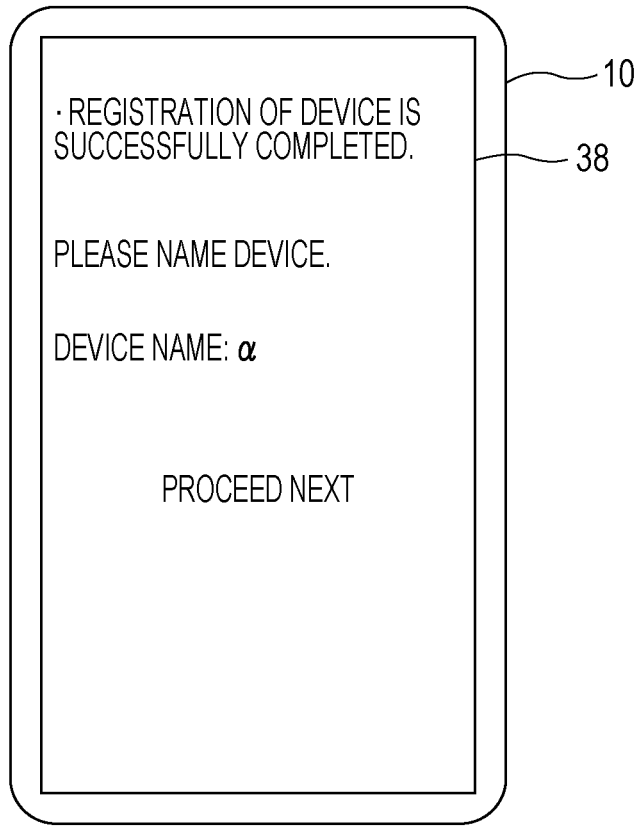 · REGISTRATION OF DEVICE IS
SUCCESSFULLY COMPLETED.
PLEASE NAME DEVICE.
DEVICE NAME: α
PROCEED NEXT
10
38